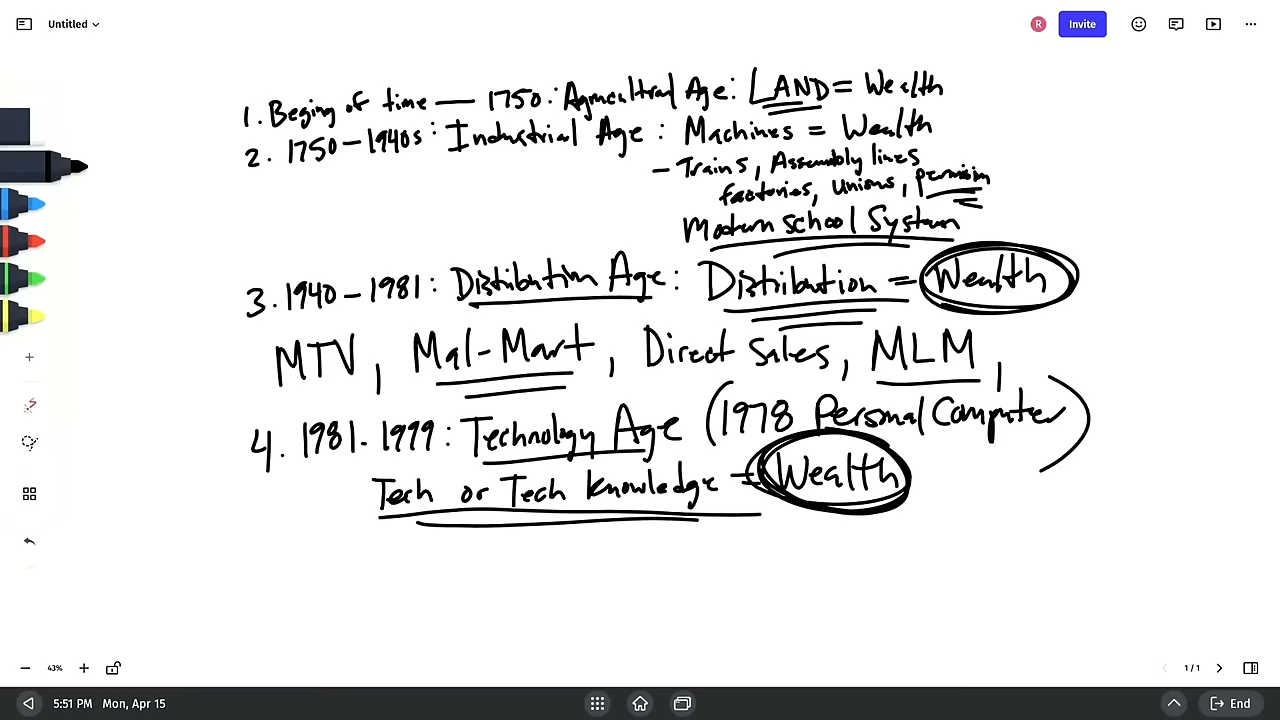 Untitled
R
Invite
1. Beging of time — 1750: Agricultral Age: LAND = Wealth
2. 1750 - 1940s: Industrial Age: Machines = Wealth
- Trains, Assembly lines
factories, unions, permission
Modern School System
3. 1940 - 1981: Distribution Age: Distribution = Wealth
MTV, Mal-Mart, Direct Sales, MLM,
4. 1981 - 1999: Technology Age (1978 Personal Computer)
Tech or Tech knowledge = Wealth
43%
1/1
5:51 PM Mon, Apr 15
End